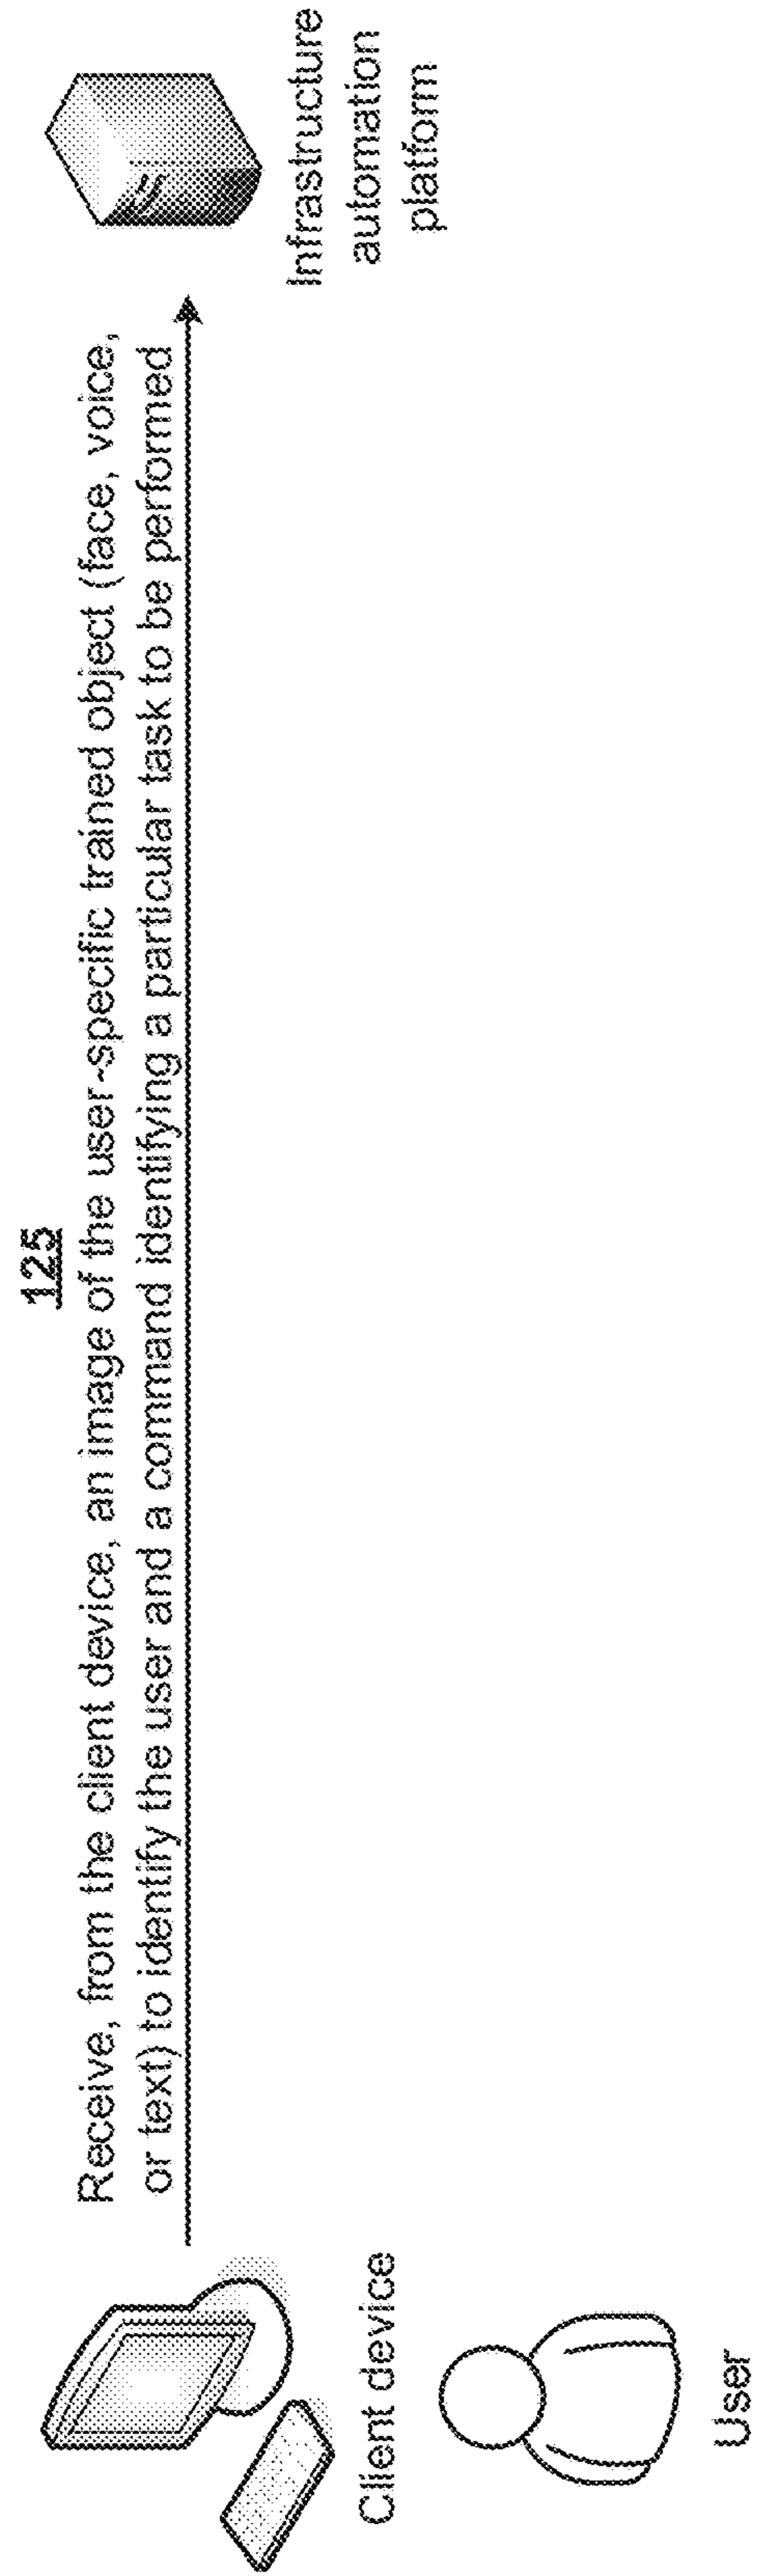 125
Receive, from the client device, an image of the user-specific trained object (face, voice,
or text) to identify the user and a command identifying a particular task to be performed
Client device
User
Infrastructure
automation
platform